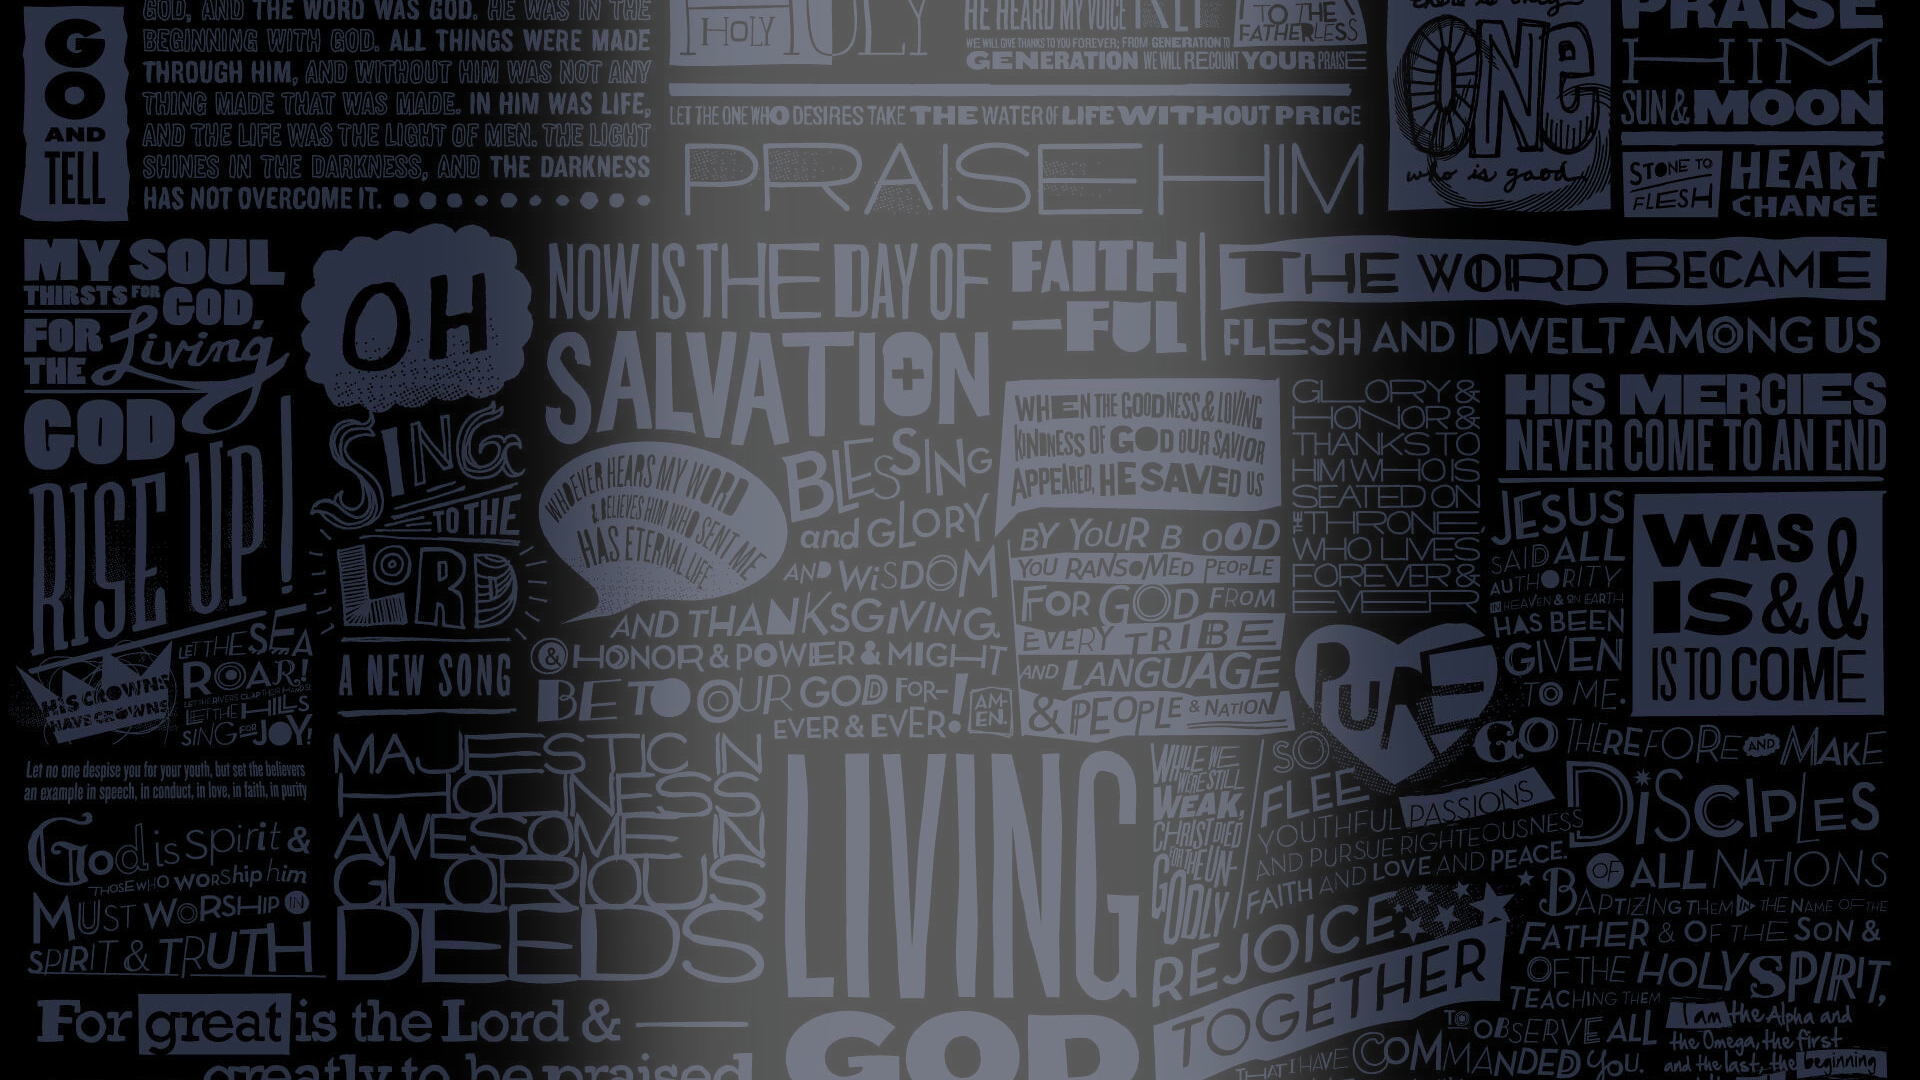 GO
AND
TELL
GOD, AND THE WORD WAS GOD. HE WAS IN THE
BEGINNING WITH GOD. ALL THINGS WERE MADE
THROUGH HIM, AND WITHOUT HIM WAS NOT ANY
THING MADE THAT WAS MADE. IN HIM WAS LIFE,
AND THE LIFE WAS THE LIGHT OF MEN. THE LIGHT
SHINES IN THE DARKNESS, AND THE DARKNESS
HAS NOT OVERCOME IT.
HOLY
HOLY
HE HEARD MY VOICE
WE WILL GIVE THANKS TO YOU FOREVER; FROM GENERATION TO
GENERATION WE WILL RECOUNT YOUR PRAISE
TO THE
FATHERLESS
LET THE ONE WHO DESIRES TAKE THE WATER OF LIFE WITHOUT PRICE
PRAISE HIM
there is only
ONE
who is good
PRAISE
HIM
SUN & MOON
STONE TO
FLESH
HEART
CHANGE
MY SOUL
THIRSTS FOR GOD,
FOR
THE Living
GOD
RISE UP!
OH
SING
TO THE
LORD
A NEW SONG
NOW IS THE DAY OF
SALVATION
FAITH
-FUL
THE WORD BECAME
FLESH AND DWELT AMONG US
WHOEVER HEARS MY WORD
& BELIEVES HIM WHO SENT ME
HAS ETERNAL LIFE
BLESSING
and GLORY
AND WiSDOM
AND THANKSGIVING
& HONOR & POWER & MIGHT
BE TO OUR GOD FOR-
EVER & EVER!
AM-
EN.
WHEN THE GOODNESS & LOVING
KINDNESS OF GOD OUR SAVIOR
APPEARED, HE SAVED US
BY YOUR B OOD
YOU RANSOMED PEOPLE
FOR GOD FROM
EVERY TRIBE
AND LANGUAGE
& PEOPLE & NATION
GLORY &
HONOR &
THANKS TO
HIM WHO IS
SEATED ON
THE THRONE
WHO LIVES
FOREVER &
EVER
HIS MERCIES
NEVER COME TO AN END
JESUS
SAID ALL
AUTHORITY
IN HEAVEN & ON EARTH
HAS BEEN
GIVEN
TO ME.
WAS &
IS &
IS TO COME
HIS CROWNS
HAVE CROWNS
LET THE SEA
ROAR!
LET THE RIVERS CLAP THEIR HANDS!
LET THE HILLS
SING FOR JOY!
Let no one despise you for your youth, but set the believers
an example in speech, in conduct, in love, in faith, in purity
God is spirit &
THOSE WHO WORSHIP him
MUST WORSHIP IN
SPIRIT & TRUTH
MAJESTIC IN
HOLINESS
AWESOME IN
GLORIOUS
DEEDS
LIVING
GOD
WHILE WE
WERE STILL
WEAK,
CHRIST DIED
FOR THE UN-
GODLY
PURE
SO
FLEE
YOUTHFUL PASSIONS
AND PURSUE RIGHTEOUSNESS
FAITH AND LOVE AND PEACE.
REJOICE
TOGETHER
GO THEREFORE AND MAKE
DiSCIPLES
OF ALL NATIONS
BAPTIZING THEM IN THE NAME OF THE
FATHER & OF THE SON &
OF THE HOLY SPIRIT,
TEACHING THEM
TO OBSERVE ALL
THAT I HAVE COMMANDED YOU.
I am the Alpha and
the Omega, the first
and the last, the beginning
For great is the Lord &
greatly to be praised